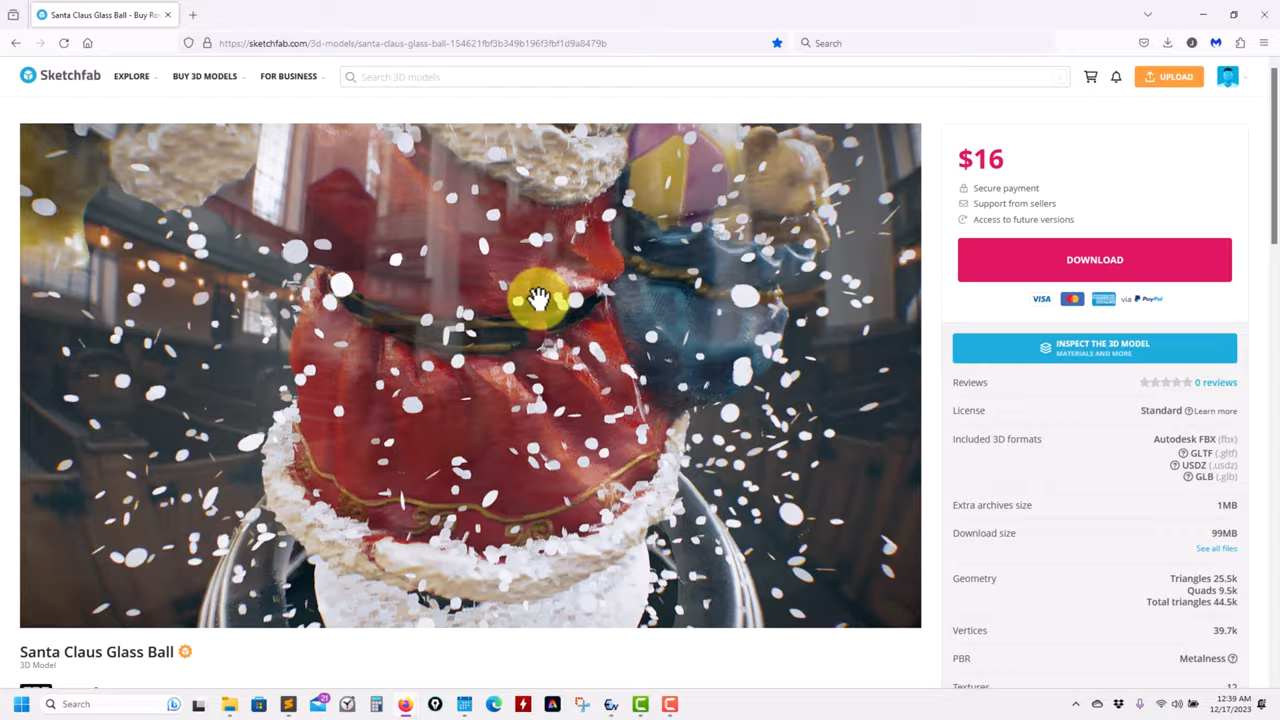 Santa Claus Glass Ball - Buy Ro
https://sketchfab.com/3d-models/santa-claus-glass-ball-154621fbf3b349b196f3fbf1d9a8479b
Search
Sketchfab
EXPLORE
BUY 3D MODELS
FOR BUSINESS
Search 3D models
/
UPLOAD
$16
Secure payment
Support from sellers
Access to future versions
DOWNLOAD
VISA
via PayPal
INSPECT THE 3D MODEL
MATERIALS AND MORE
Reviews 0 reviews
License Standard Learn more
Included 3D formats Autodesk FBX (fbx)
GLTF (.gltf)
USDZ (.usdz)
GLB (.glb)
Extra archives size 1MB
Download size 99MB
See all files
Geometry Triangles 25.5k
Quads 9.5k
Total triangles 44.5k
Vertices 39.7k
PBR Metalness
Santa Claus Glass Ball
3D Model
Search
21
12:39 AM
12/17/2023